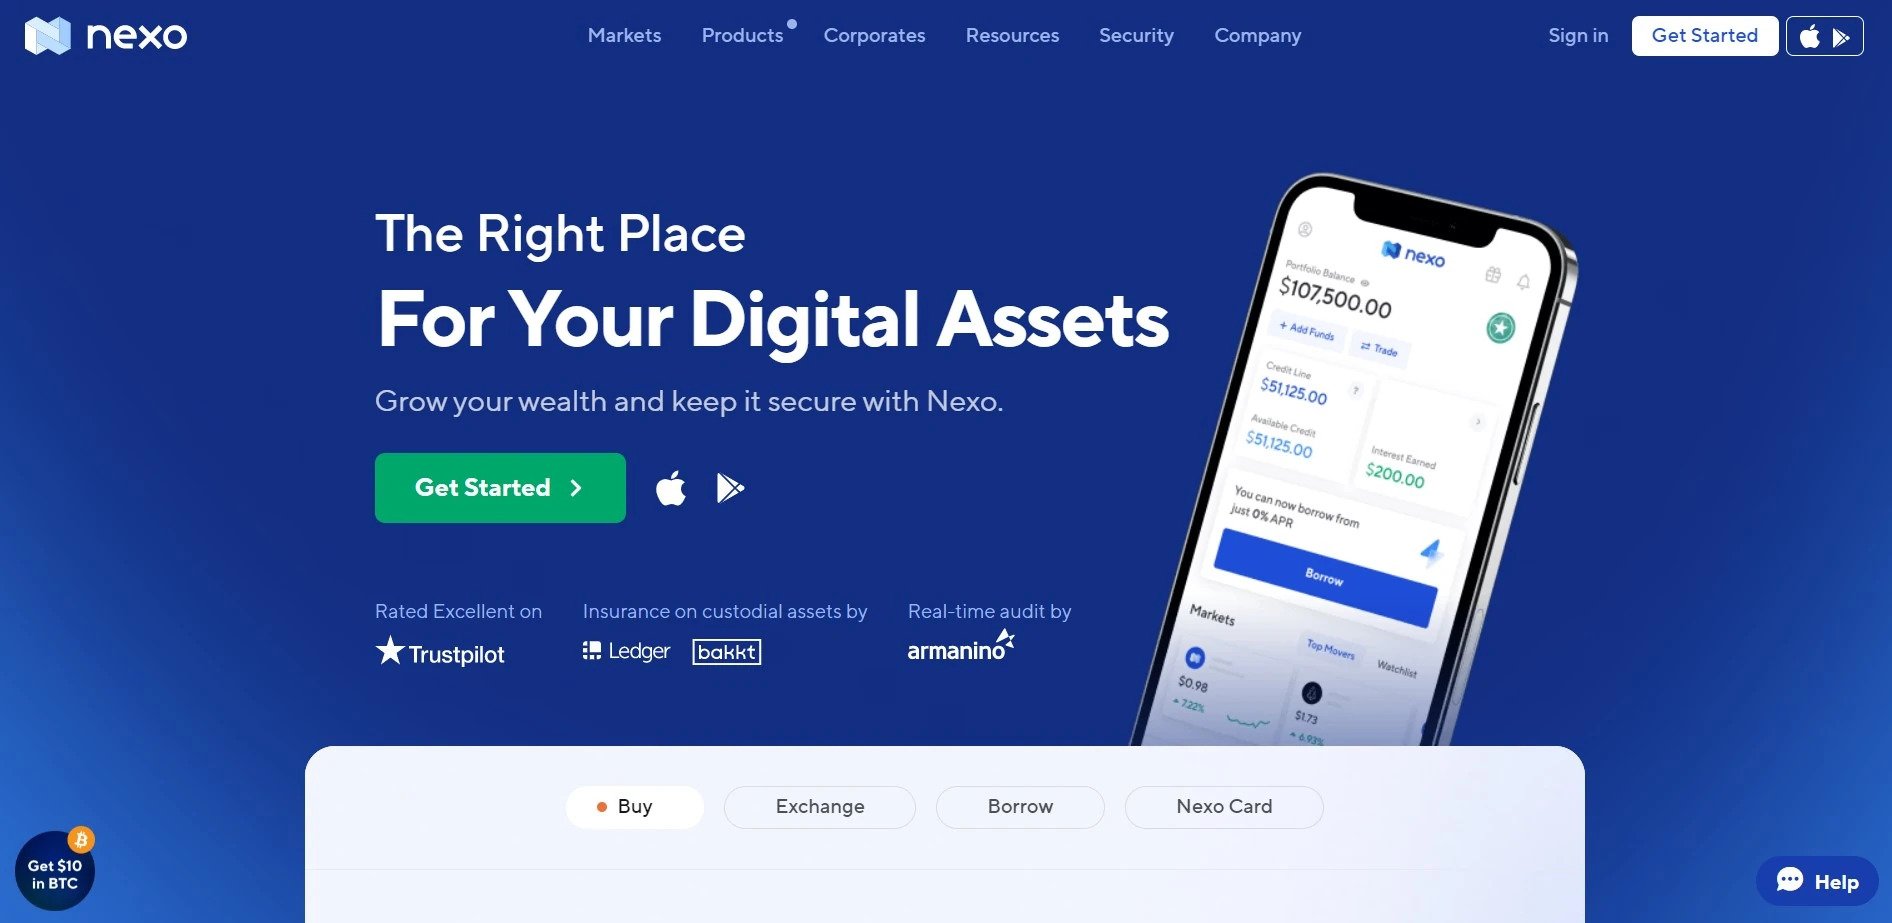 nexo
Markets
Products
Corporates
Resources
Security
Company
Sign in
Get Started
The Right Place
For Your Digital Assets
Grow your wealth and keep it secure with Nexo.
Get Started
Rated Excellent on
Trustpilot
Insurance on custodial assets by
Ledger
bakkt
Real-time audit by
armanino
nexo
Portfolio Balance
$107,500.00
+ Add Funds
Trade
Credit Line
$51,125.00
?
Available Credit
$51,125.00
Interest Earned
$200.00
You can now borrow from
just 0% APR
Borrow
Markets
Top Movers
Watchlist
$0.98
7.22%
$1.73
6.93%
Buy
Exchange
Borrow
Nexo Card
Get $10
in BTC
Help